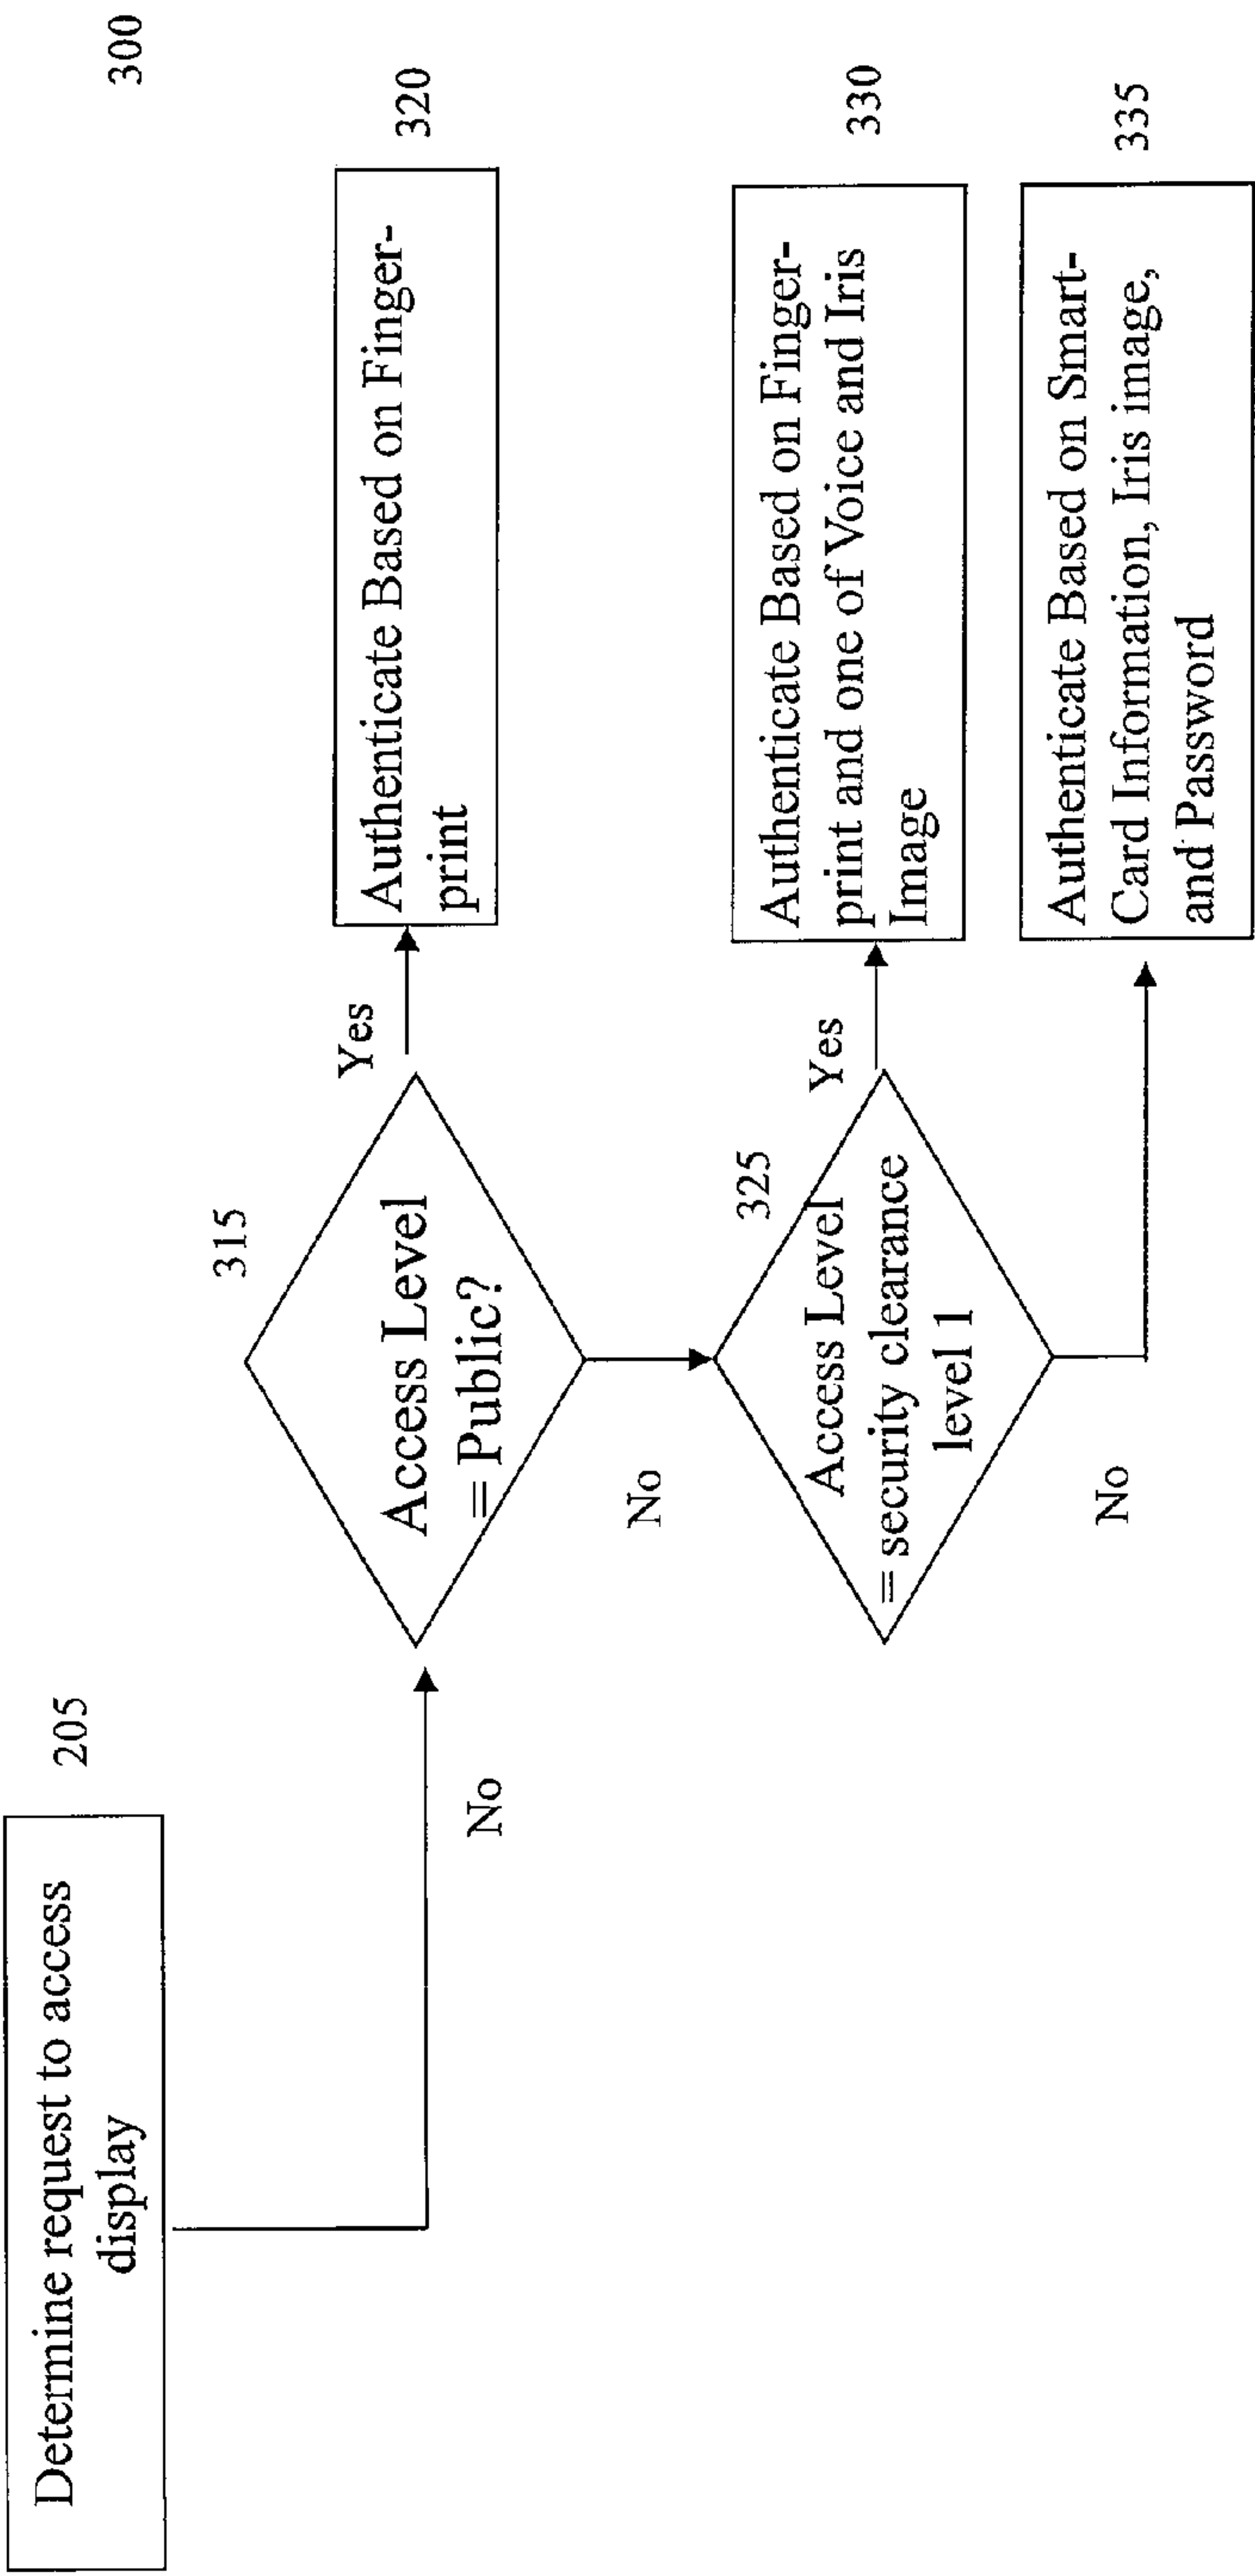 300
Determine request to access
display
205
315
Access Level
= Public?
No
Yes
Authenticate Based on Finger-
print
320
No
325
Access Level
= security clearance
level 1
Yes
Authenticate Based on Finger-
print and one of Voice and Iris
Image
330
No
Authenticate Based on Smart-
Card Information, Iris image,
and Password
335